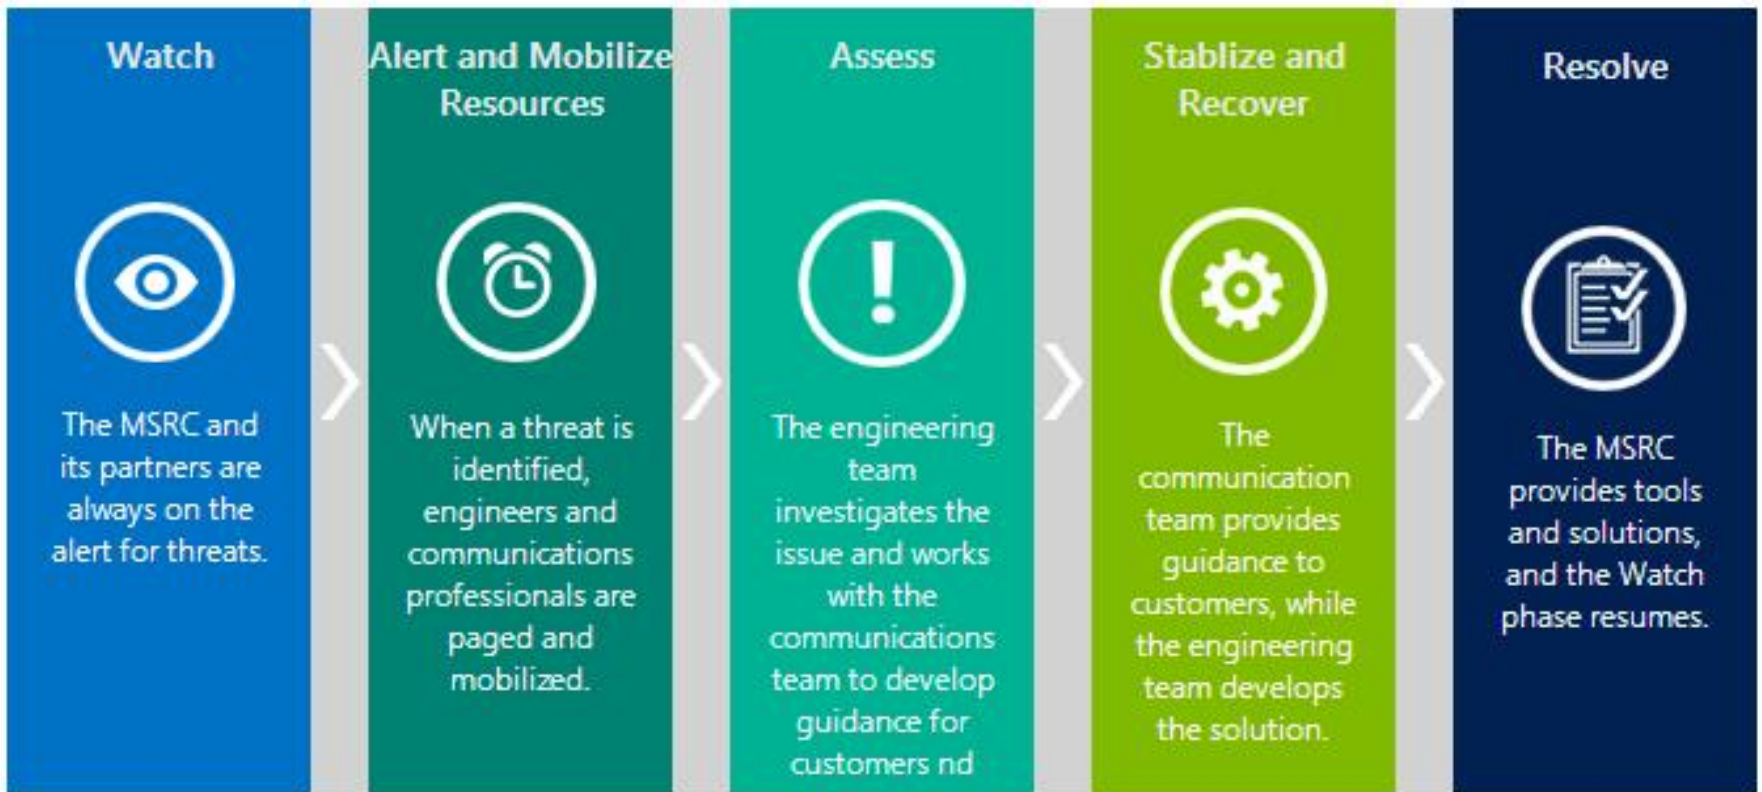 Watch
The MSRC and
its partners are
always on the
alert for threats.
Alert and Mobilize
Resources
When a threat is
identified,
engineers and
communications
professionals are
paged and
mobilized.
Assess
The engineering
team
investigates the
issue and works
with the
communications
team to develop
guidance for
customers nd
Stablize and
Recover
The
communication
team provides
guidance to
customers, while
the engineering
team develops
the solution.
Resolve
The MSRC
provides tools
and solutions,
and the Watch
phase resumes.